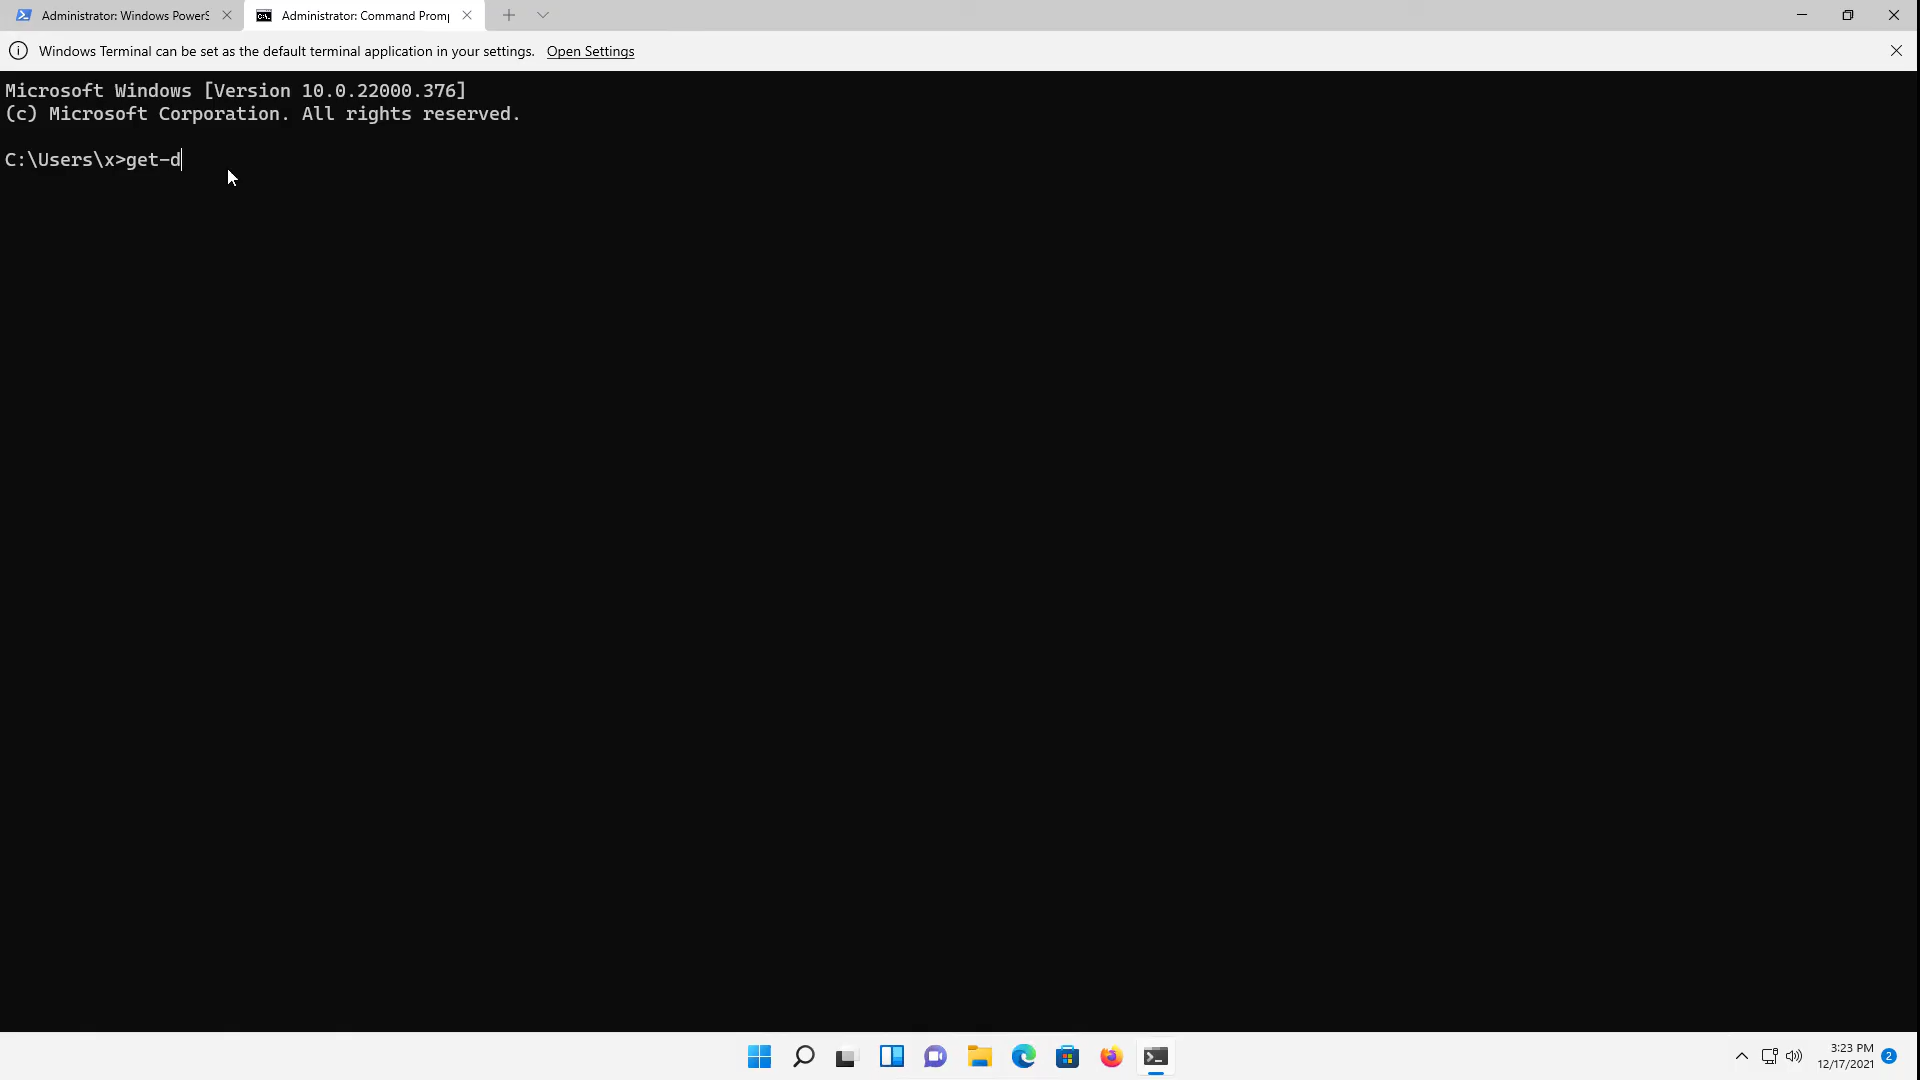 Administrator: Windows PowerS
Administrator: Command Promp
Windows Terminal can be set as the default terminal application in your settings. Open Settings
Microsoft Windows [Version 10.0.22000.376]
(c) Microsoft Corporation. All rights reserved.
C:\Users\x>get-d
3:23 PM
12/17/2021
2